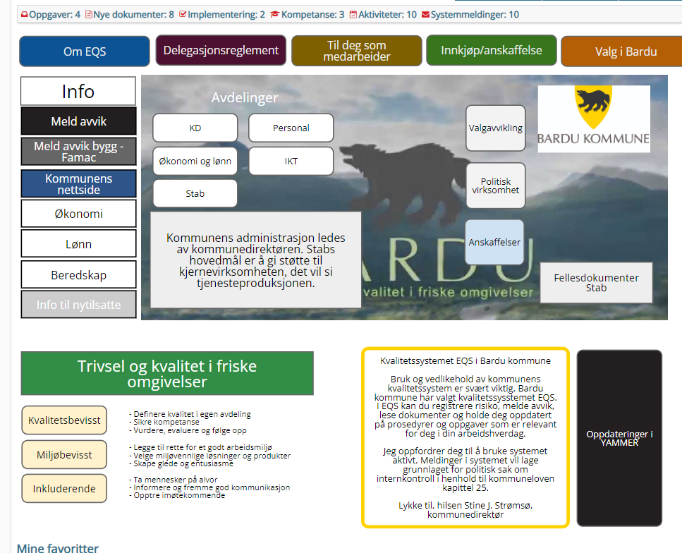 Oppgaver: 4 Nye dokumenter: 8 Implementering: 2 Kompetanse: 3 Aktiviteter: 10 Systemmeldinger: 10
Om EQS
Delegasjonsreglement
Til deg som
medarbeider
Innkjøp/anskaffelse
Valg i Bardu
Info
Meld avvik
Meld avvik bygg -
Famac
Kommunens
nettside
Økonomi
Lønn
Beredskap
Info til nytilsatte
Avdelinger
KD
Personal
Økonomi og lønn
IKT
Stab
Kommunens administrasjon ledes
av kommunedirektøren. Stabs
hovedmål er å gi støtte til
kjernevirksomheten, det vil si
tjenesteproduksjonen.
Valgavvikling
Politisk
virksomhet
Anskaffelser
BARDU KOMMUNE
ARDU
valitet i friske omgivelser
Fellesdokumenter
Stab
Trivsel og kvalitet i friske
omgivelser
Kvalitetsbevisst
- Definere kvalitet i egen avdeling
- Sikre kompetanse
- Vurdere, evaluere og følge opp
Miljøbevisst
- Legge til rette for et godt arbeidsmiljø
- Velge miljøvennlige løsninger og produkter
- Skape glede og entusiasme
Inkluderende
- Ta mennesker på alvor
- Informere og fremme god kommunikasjon
- Opptre imøtekommende
Kvalitetssystemet EQS i Bardu kommune
Bruk og vedlikehold av kommunens
kvalitetssystem er svært viktig. Bardu
kommune har valgt kvalitetssysstemet EQS.
I EQS kan du registrere risiko, melde avvik,
lese dokumenter og holde deg oppdatert
på prosedyrer og oppgaver som er relevant
for deg i din arbeidshverdag.
Jeg oppfordrer deg til å bruke systemet
aktivt. Meldinger i systemet vil lage
grunnlaget for politisk sak om
internkontroll i henhold til kommuneloven
kapittel 25.
Lykke til, hilsen Stine J. Strømsø,
kommunedirektør
Oppdateringer i
YAMMER
Mine favoritter